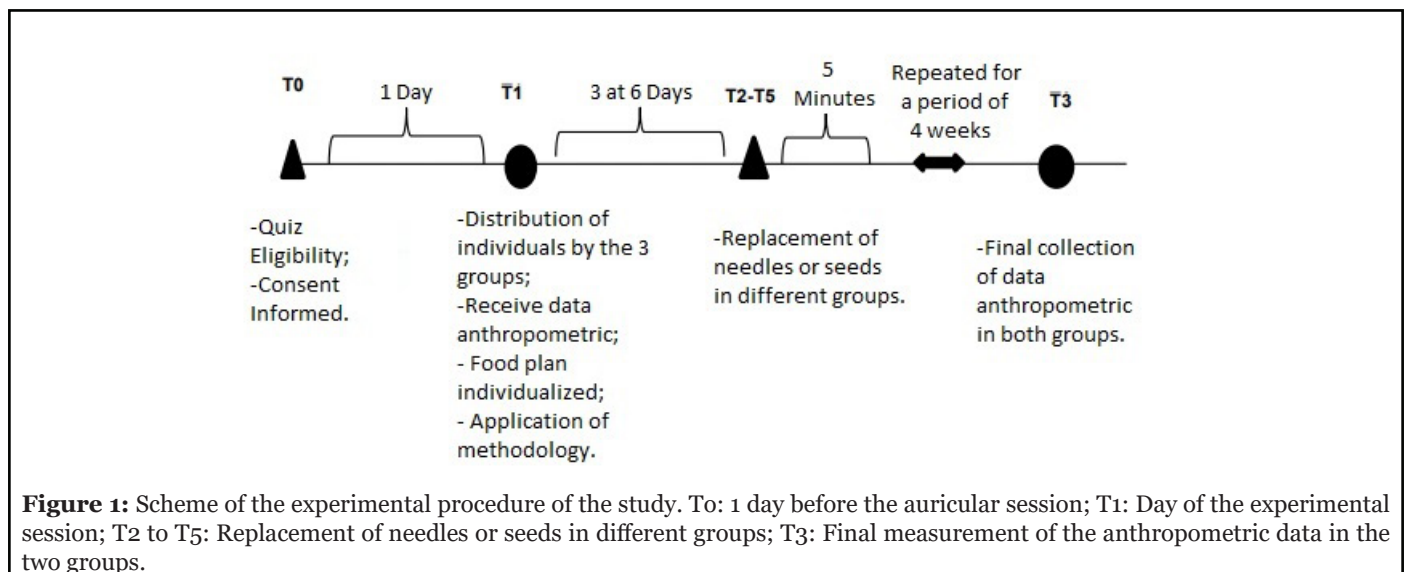 T0
1 Day
T1
3 at 6 Days
T2-T5
5
Minutes
Repeated for
a period of
4 weeks
T3
-Quiz
Eligibility;
-Consent
Informed.
-Distribution of
individuals by the 3
groups;
-Receive data
anthropometric;
- Food plan
individualized;
- Application of
methodology.
-Replacement of
needles or seeds
in different groups.
-Final collection
of data
anthropometric
in both groups.
Figure 1: Scheme of the experimental procedure of the study. To: 1 day before the auricular session; T1: Day of the experimental
session; T2 to T5: Replacement of needles or seeds in different groups; T3: Final measurement of the anthropometric data in the
two groups.